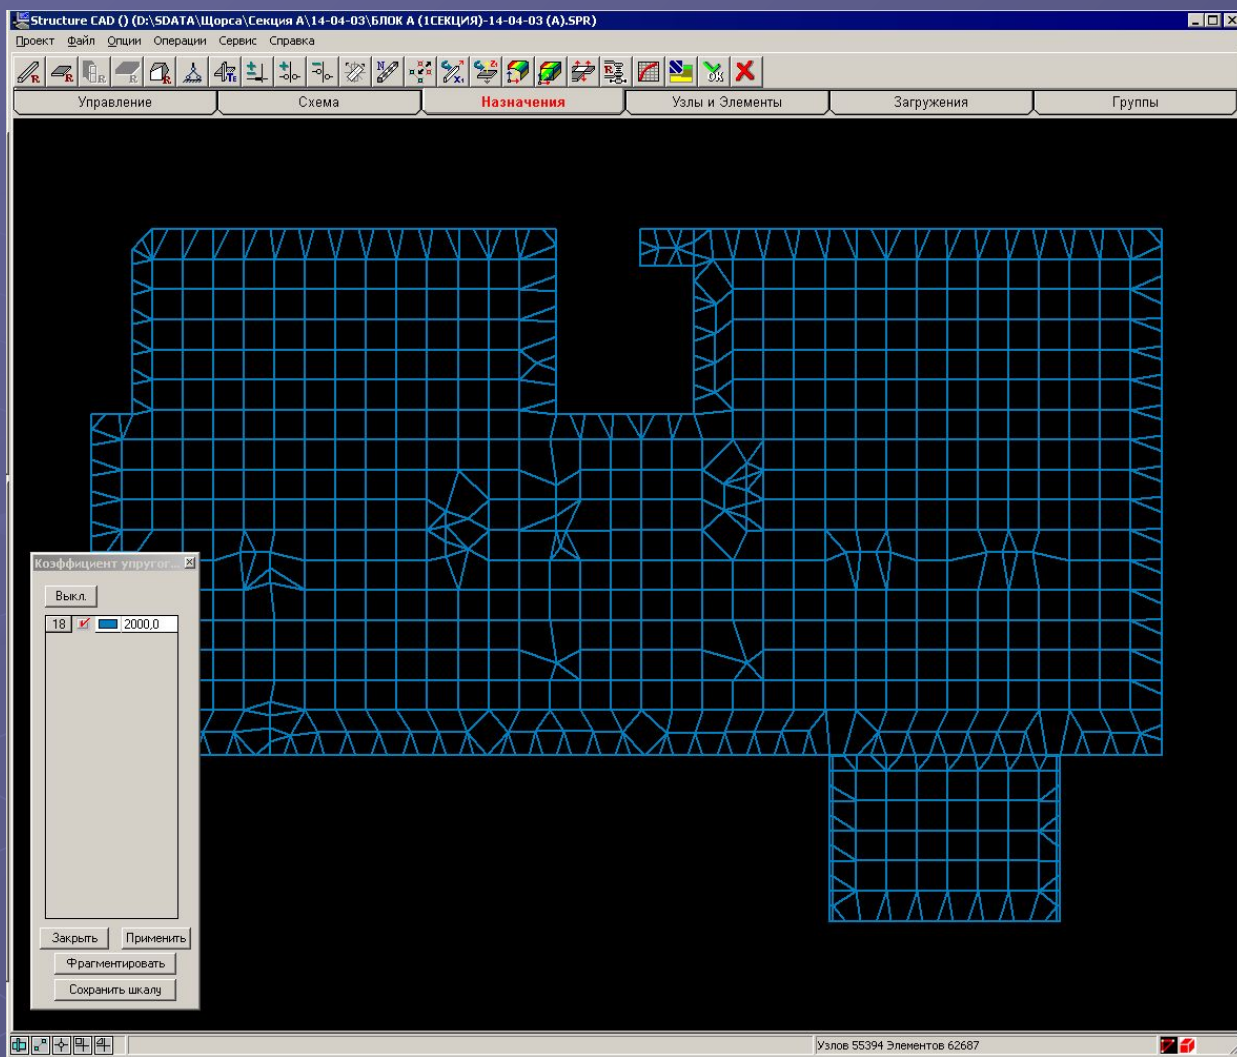 Structure CAD () (D:\SDATA\Щорса\Секция А\14-04-03\БЛОК А (1СЕКЦИЯ)-14-04-03 (А).SPR)
Проект Файл Опции Операции Сервис Справка
Управление Схема Назначения Узлы и Элементы Загружения Группы
Коэффициент упругог...
Выкл.
18 2000,0
Закрыть Применить
Фрагментировать
Сохранить шкалу
Узлов 55394 Элементов 62687